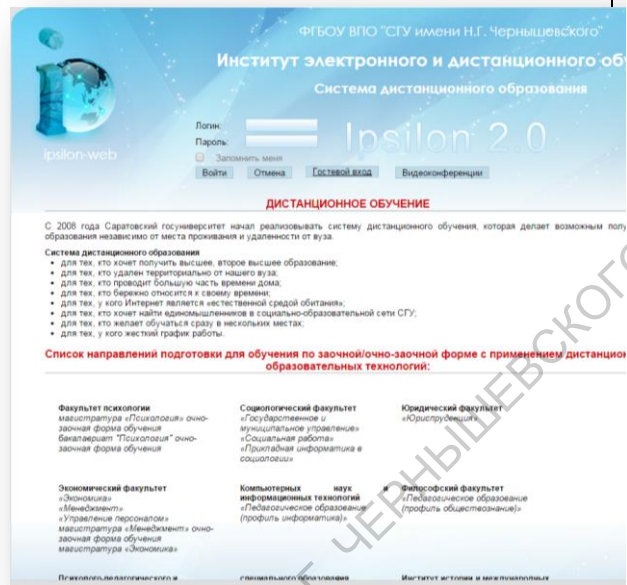 ФГБОУ ВПО "СГУ имени Н.Г. Чернышевского"
Институт электронного и дистанционного
Система дистанционного образования
ipsilon-web
Логин:
Пароль:
Ipsilon 2.0
Запомнить меня
Войти Отмена Гостевой вход Видеоконференции
ДИСТАНЦИОННОЕ ОБУЧЕНИЕ
С 2008 года Саратовский госуниверситет начал реализовывать систему дистанционного обучения, которая делает возможным
образования независимо от места проживания и удаленности от вуза.
Система дистанционного образования
• для тех, кто хочет получить высшее, второе высшее образование;
• для тех, кто удален территориально от нашего вуза;
• для тех, кто проводит большую часть времени дома;
• для тех, кто бережно относится к своему времени;
• для тех, у кого Интернет является «естественной средой обитания»;
• для тех, кто хочет найти единомышленников в социально-образовательной сети СГУ;
• для тех, кто желает обучаться сразу в нескольких местах;
• для тех, у кого жесткий график работы.
Список направлений подготовки для обучения по заочной/очно-заочной форме с применением
образовательных технологий:
Факультет психологии
магистратура «Психология» очно-
заочная форма обучения
бакалавриат "Психология" очно-
заочная форма обучения
Социологический факультет
«Государственное и
муниципальное управление»
«Социальная работа»
«Прикладная информатика в
социологии»
Юридический факультет
«Юриспруденция»
Экономический факультет
«Экономика»
«Менеджмент»
«Управление персоналом»
магистратура «Менеджмент» очно-
заочная форма обучения
магистратура «Экономика»
Компьютерных наук и
информационных технологий
«Педагогическое образование
(профиль информатика)»
Философский факультет
«Педагогическое образование
(профиль обществознание)»
Психолого-педагогического и
специального образования
Институт истории и международных
Г. ЧЕРНЫШЕВСКОГО